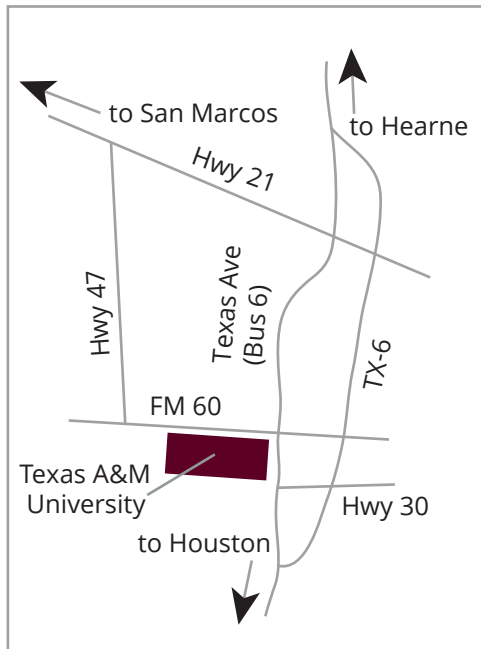 to San Marcos
to Hearne
Hwy 21
Hwy 47
Texas Ave
(Bus 6)
TX-6
FM 60
Texas A&M
University
Hwy 30
to Houston